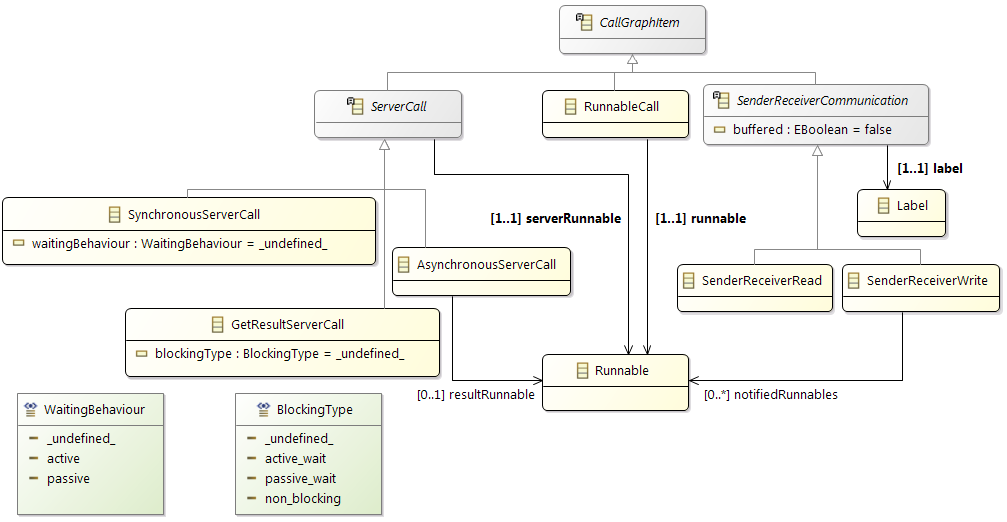 CallGraphItem
ServerCall
RunnableCall
SenderReceiverCommunication
buffered : EBoolean = false
[1..1] label
Label
SynchronousServerCall
waitingBehaviour : WaitingBehaviour = _undefined_
[1..1] serverRunnable
[1..1] runnable
AsynchronousServerCall
SenderReceiverRead
SenderReceiverWrite
GetResultServerCall
blockingType : BlockingType = _undefined_
Runnable
[0..1] resultRunnable
[0..*] notifiedRunnables
WaitingBehaviour
_undefined_
active
passive
BlockingType
_undefined_
active_wait
passive_wait
non_blocking